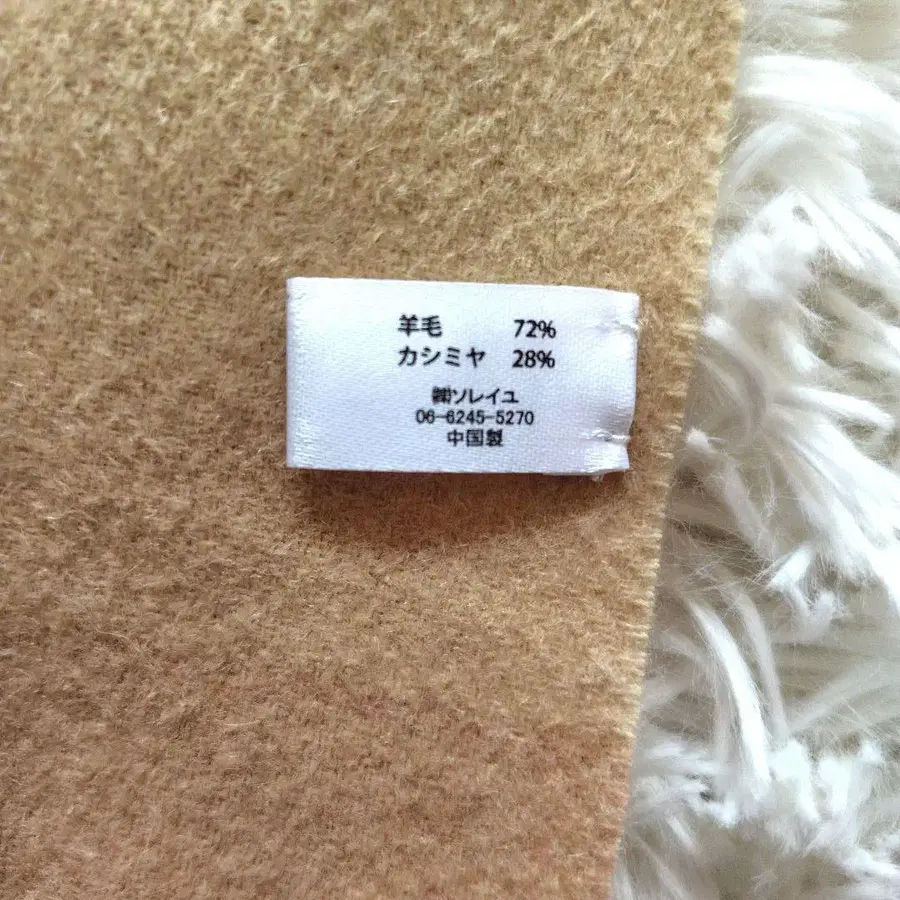 羊毛 72%
カシミヤ 28%
㈱ソレイユ
06-6245-5270
中国製